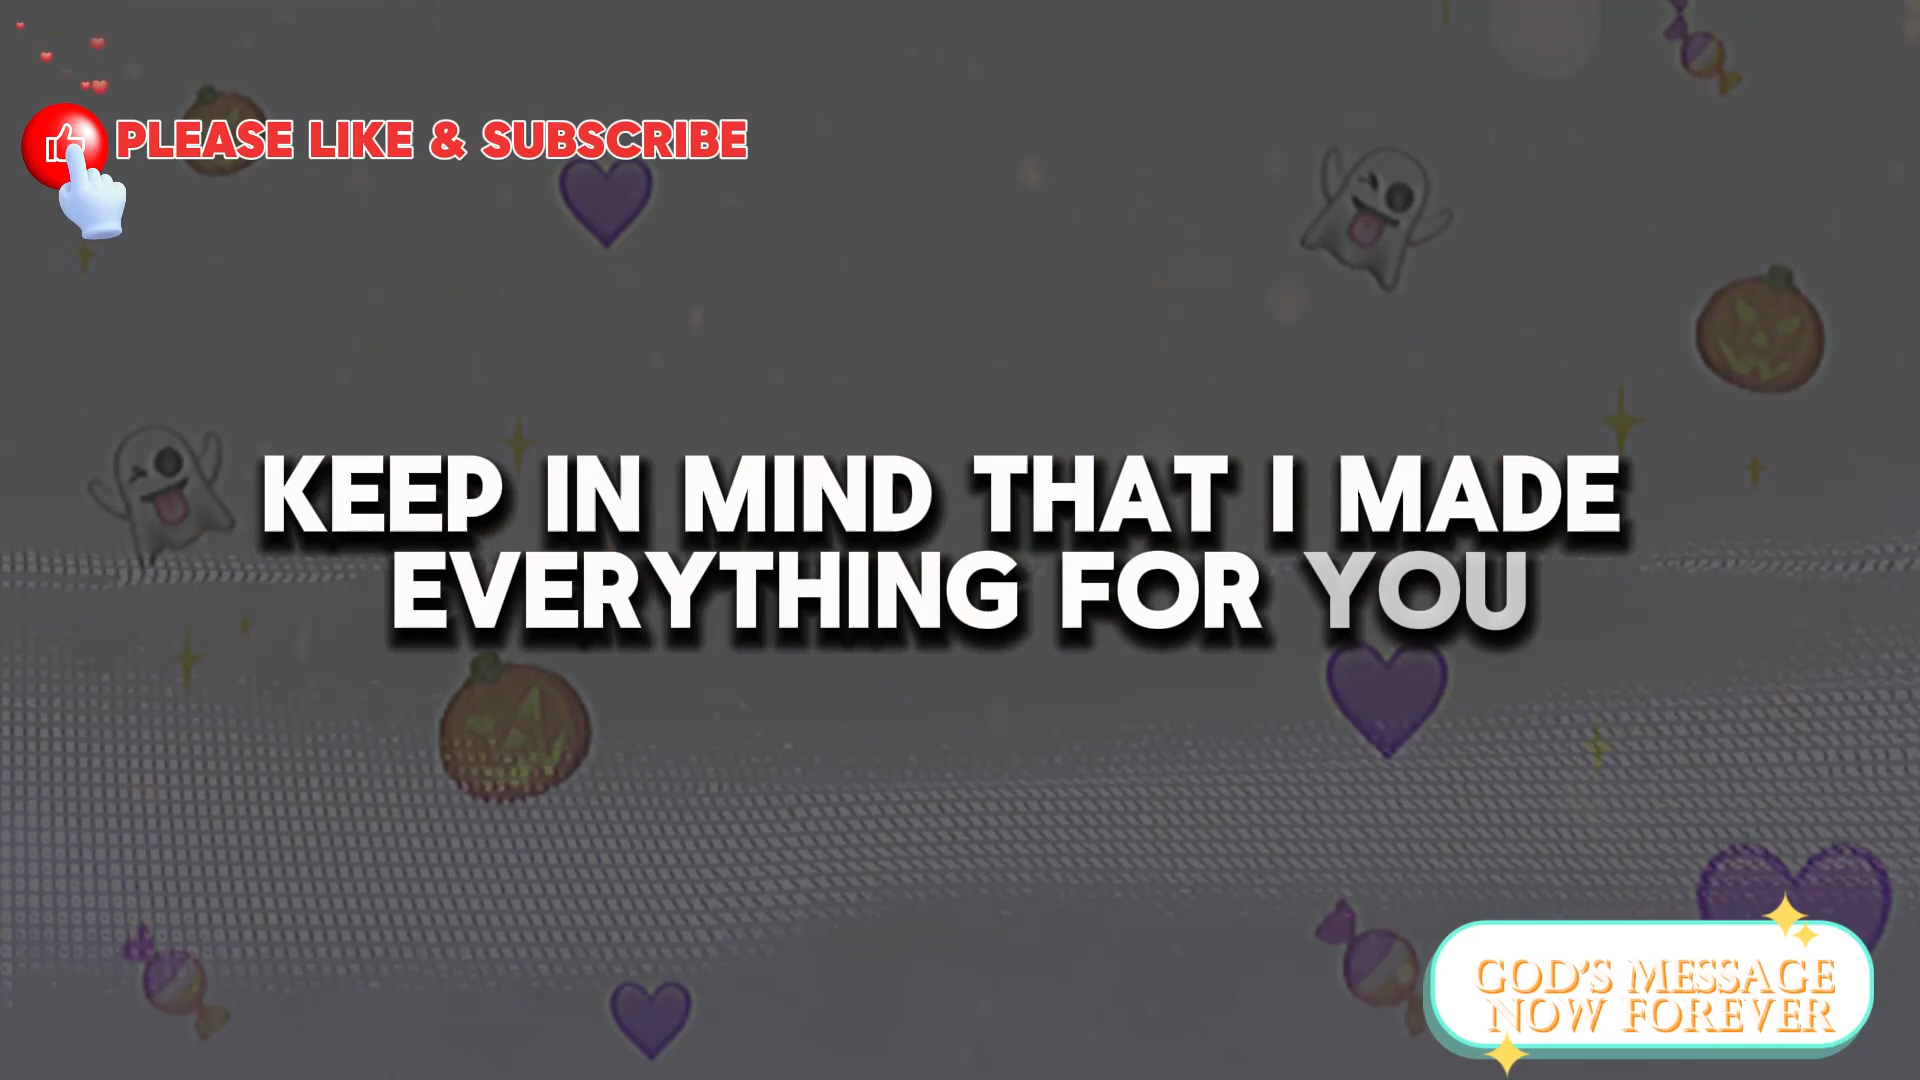 PLEASE LIKE & SUBSCRIBE
KEEP IN MIND THAT I MADE
EVERYTHING FOR YOU
GOD'S MESSAGE
NOW FOREVER